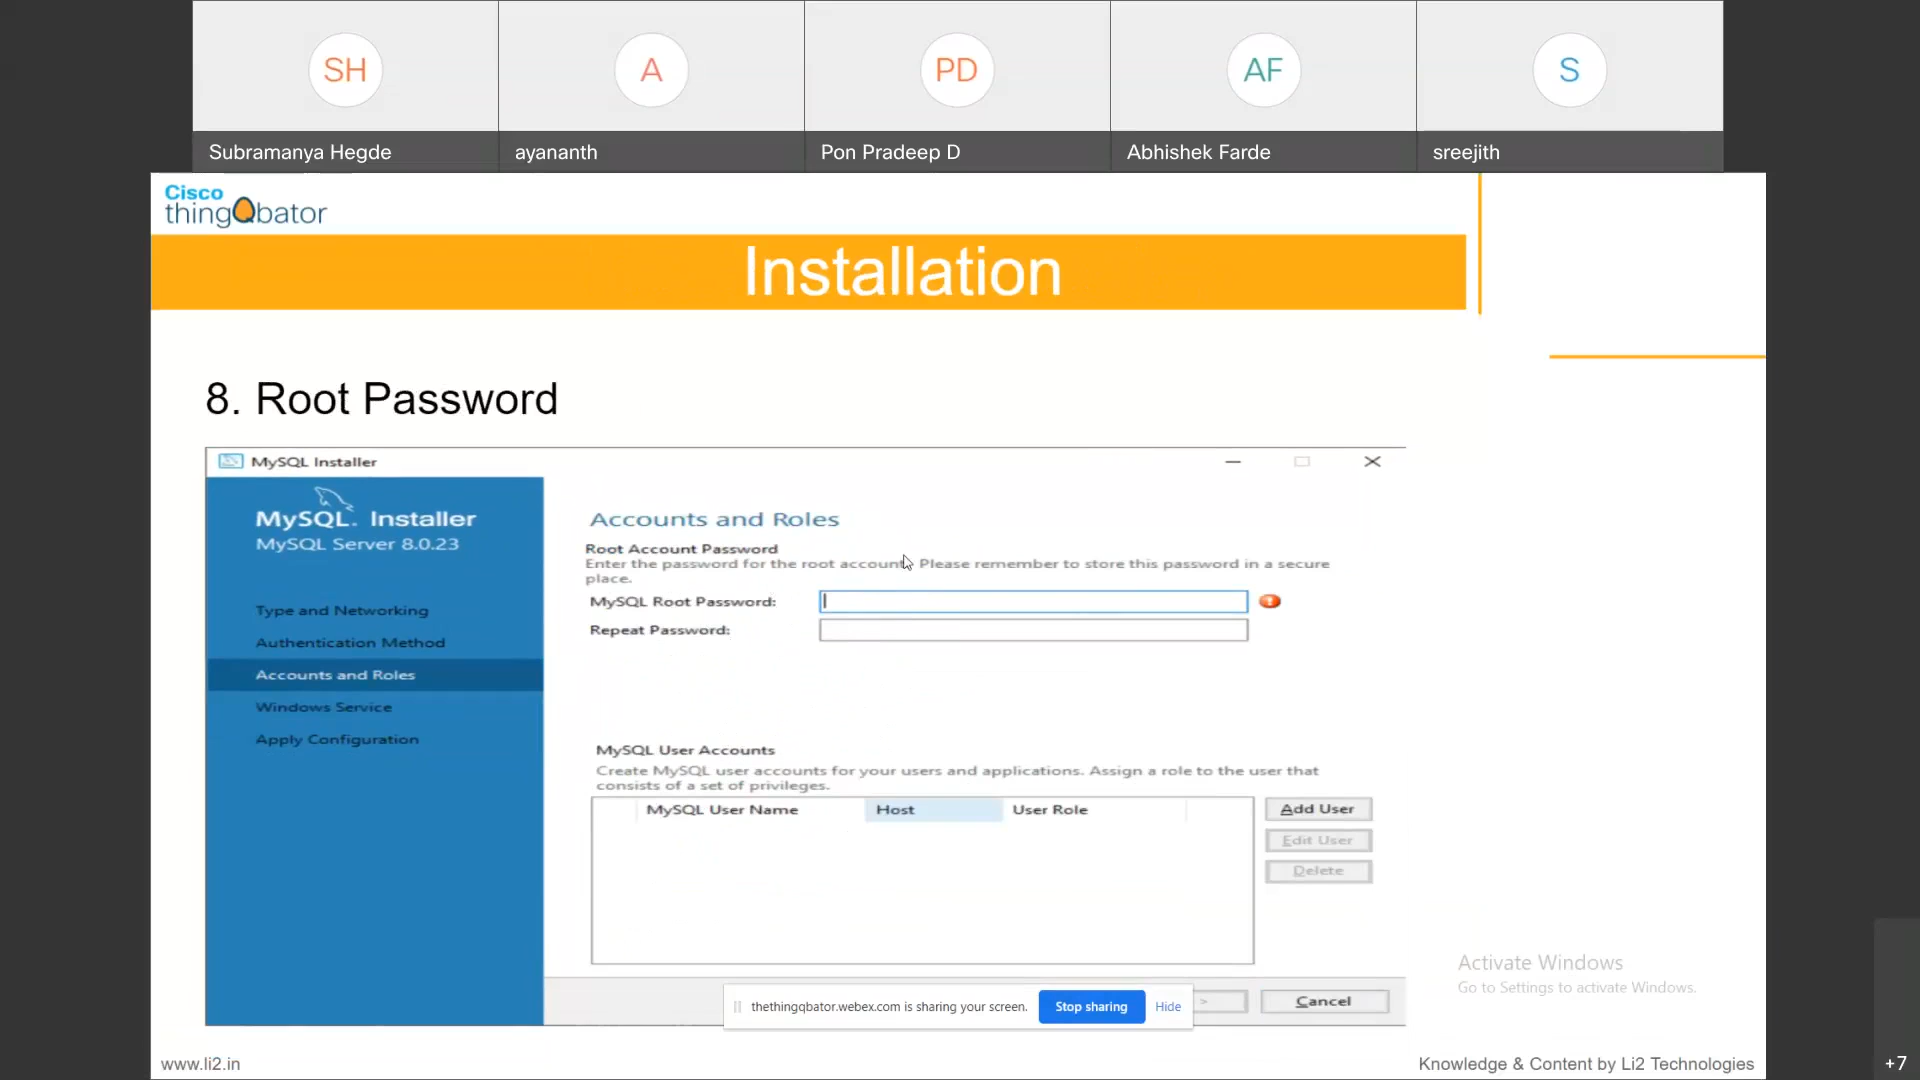 SH
A
PD
AF
S
Subramanya Hegde
ayananth
Pon Pradeep D
Abhishek Farde
sreejith
Cisco
thingQbator
Installation
8. Root Password
MySQL Installer
MySQL. Installer
MySQL Server 8.0.23
Type and Networking
Authentication Method
Accounts and Roles
Windows Service
Apply Configuration
Accounts and Roles
Root Account Password
Enter the password for the root account. Please remember to store this password in a secure
place.
MySQL Root Password:
Repeat Password:
MySQL User Accounts
Create MySQL user accounts for your users and applications. Assign a role to the user that
consists of a set of privileges.
MySQL User Name Host User Role
Add User
Edit User
Delete
thethingqbator.webex.com is sharing your screen. Stop sharing Hide
>
Cancel
Activate Windows
Go to Settings to activate Windows.
www.li2.in
Knowledge & Content by Li2 Technologies
+7